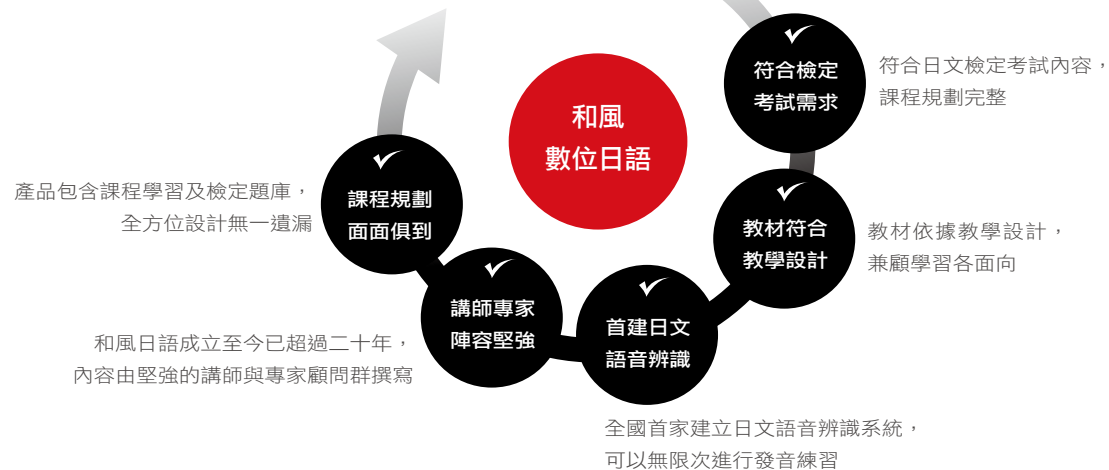 和風
數位日語
符合檢定
考試需求
符合日文檢定考試內容，
課程規劃完整
教材符合
教學設計
教材依據教學設計，
兼顧學習各面向
首建日文
語音辨識
全國首家建立日文語音辨識系統，
可以無限次進行發音練習
講師專家
陣容堅強
和風日語成立至今已超過二十年，
內容由堅強的講師與專家顧問群撰寫
課程規劃
面面俱到
產品包含課程學習及檢定題庫，
全方位設計無一遺漏